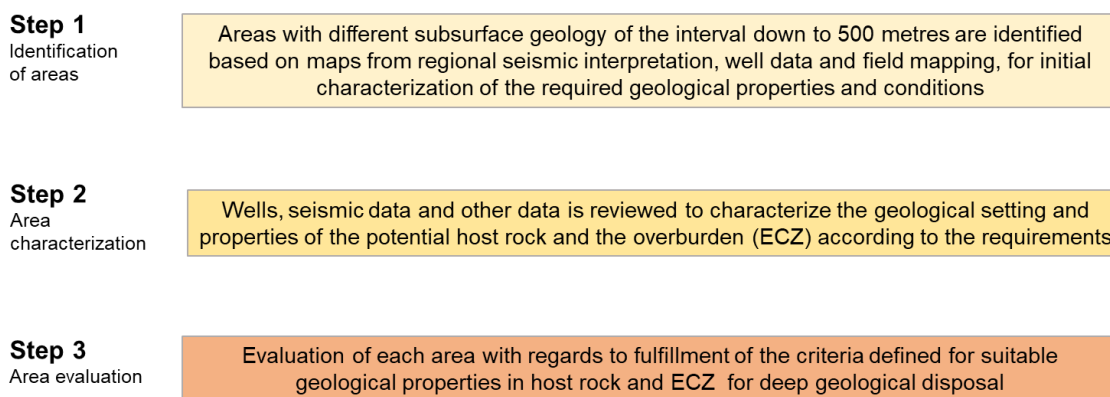 Step 1
Identification
of areas
Areas with different subsurface geology of the interval down to 500 metres are identified
based on maps from regional seismic interpretation, well data and field mapping, for initial
characterization of the required geological properties and conditions
Step 2
Area
characterization
Wells, seismic data and other data is reviewed to characterize the geological setting and
properties of the potential host rock and the overburden (ECZ) according to the requirements
Step 3
Area evaluation
Evaluation of each area with regards to fulfillment of the criteria defined for suitable
geological properties in host rock and ECZ for deep geological disposal